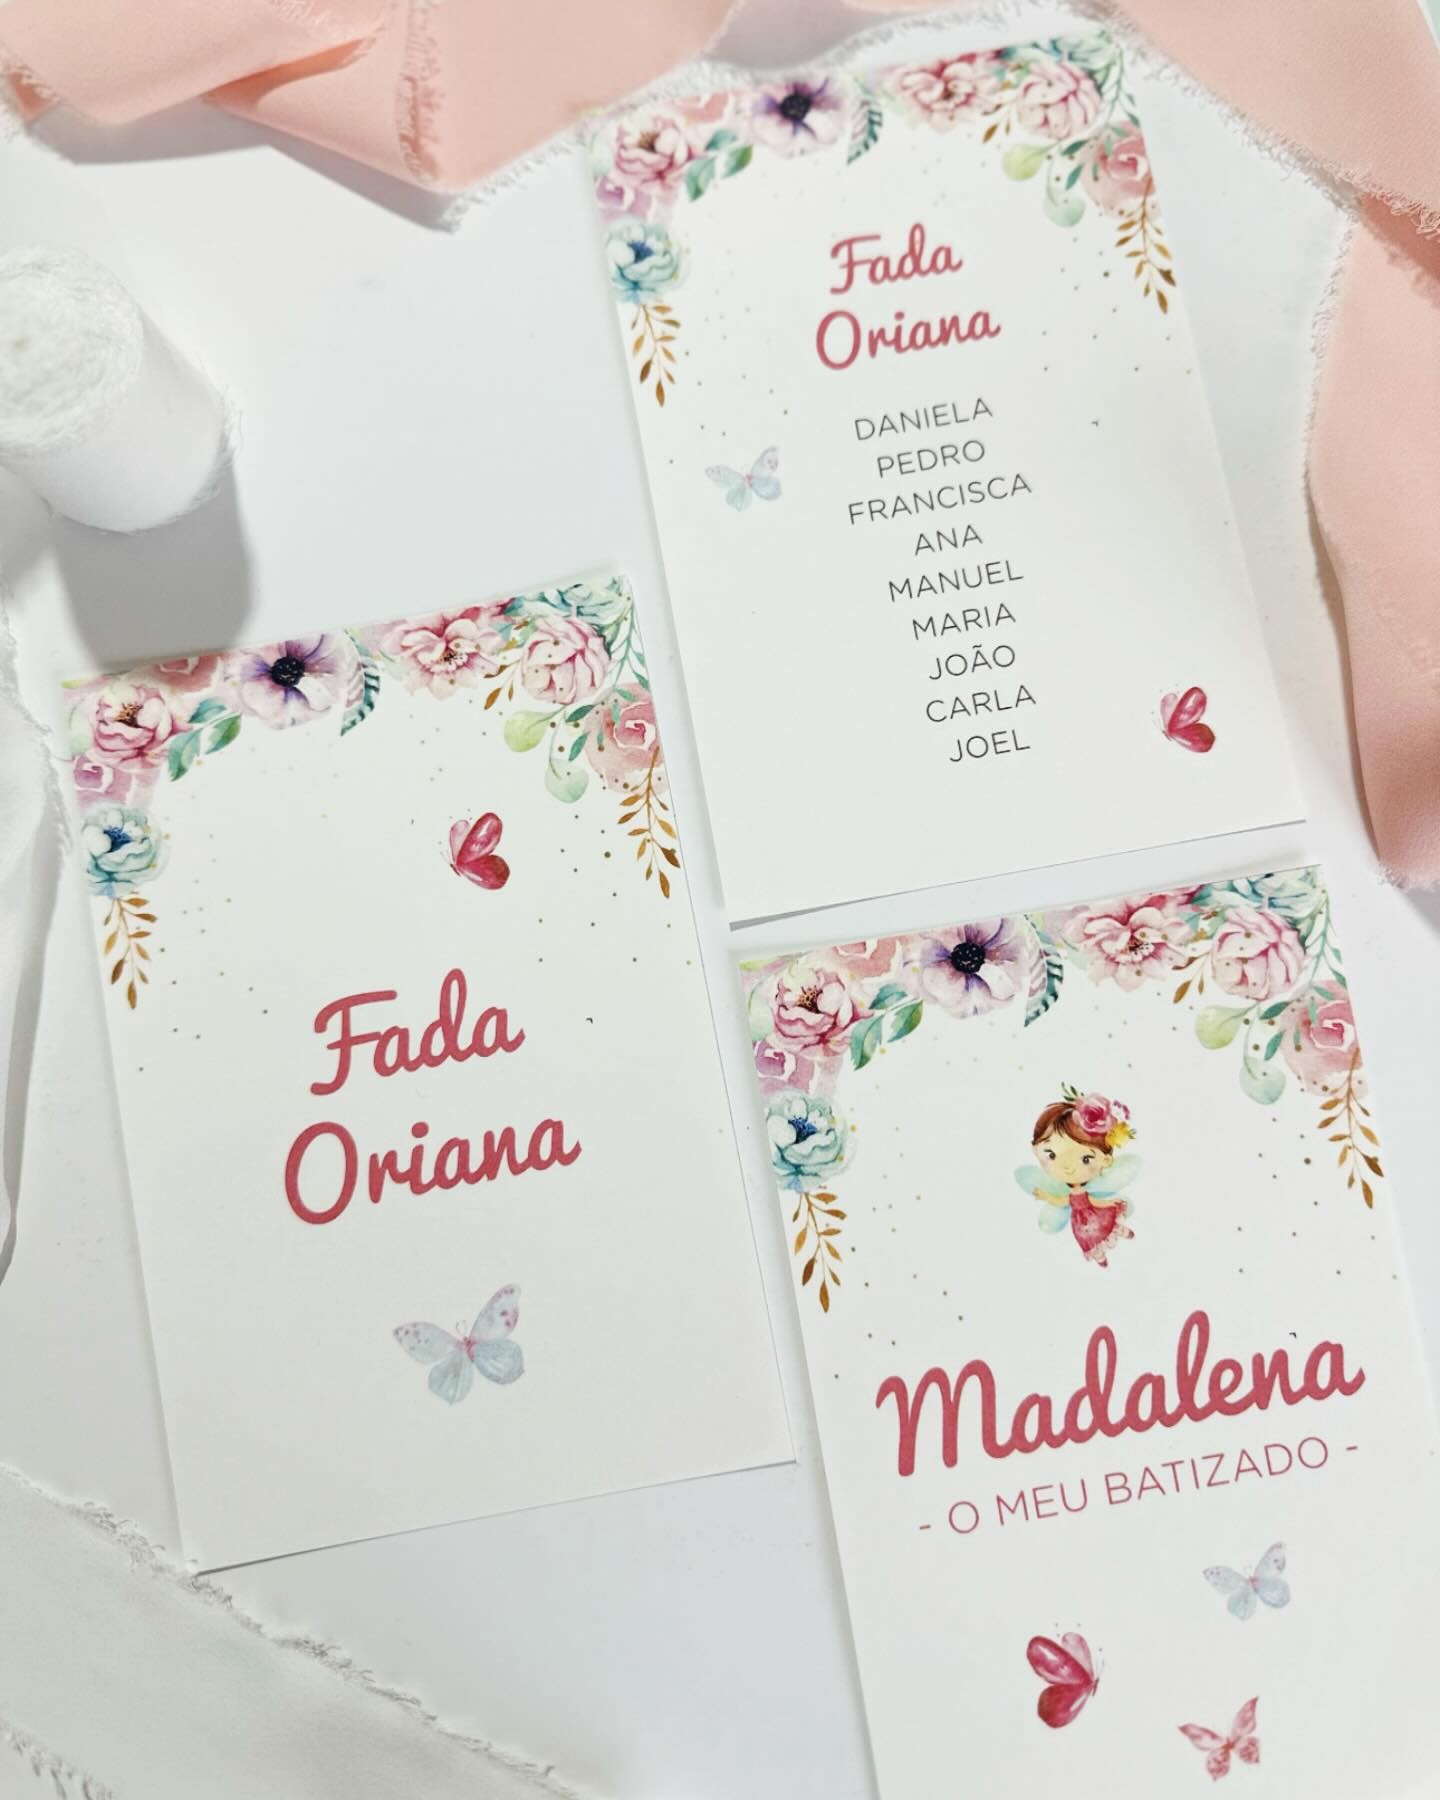 Fada
Oriana
DANIELA
PEDRO
FRANCISCA
ANA
MANUEL
MARIA
JOÃO
CARLA
JOEL
Fada
Oriana
Madalena
- O MEU BATIZADO -